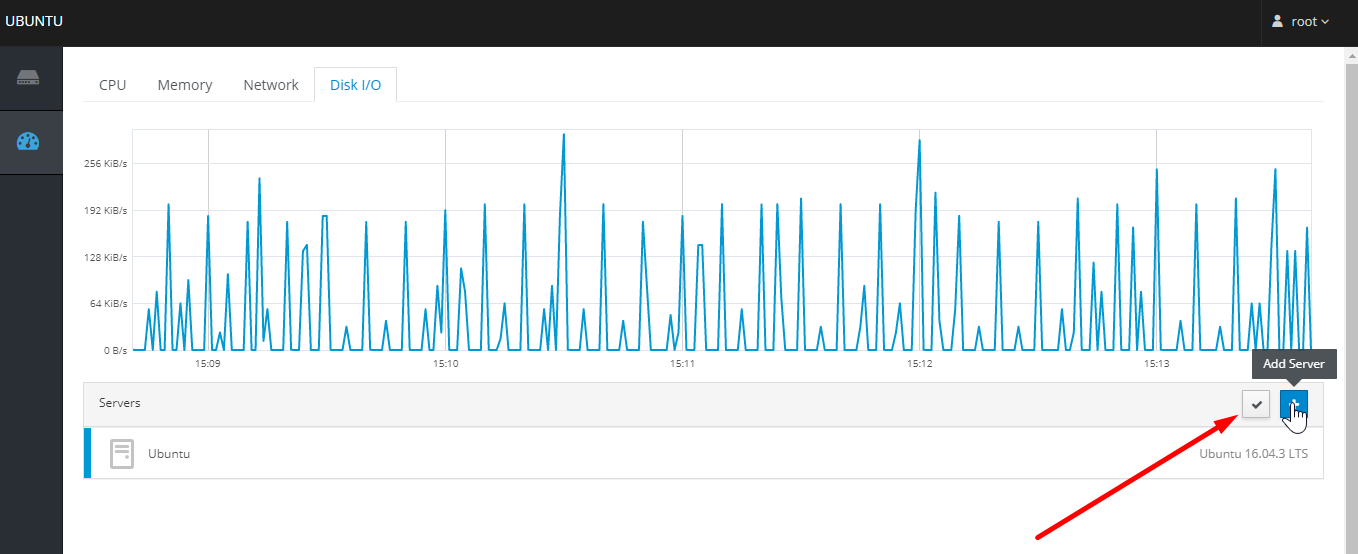 UBUNTU
root
CPU Memory Network Disk I/O
256 KiB/s
192 KiB/s
128 KiB/s
64 KiB/s
0 B/s
15:09 15:10 15:11 15:12 15:13
Add Server
Servers
Ubuntu Ubuntu 16.04.3 LTS